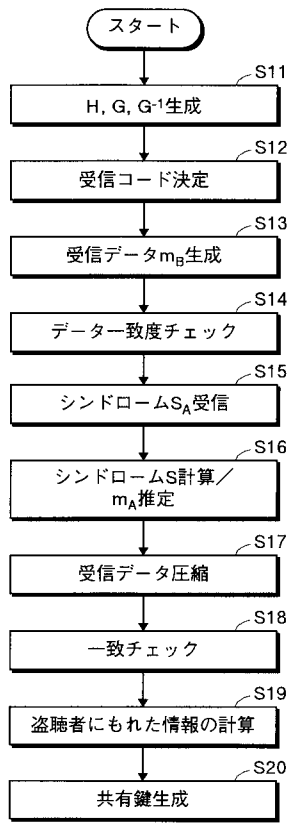 スタート
S11
H, G, G⁻¹生成
S12
受信コード決定
S13
受信データmB生成
S14
データ一致度チェック
S15
シンドロームSA受信
S16
シンドロームS計算／
mA推定
S17
受信データ圧縮
S18
一致チェック
S19
盗聴者にもれた情報の計算
S20
共有鍵生成